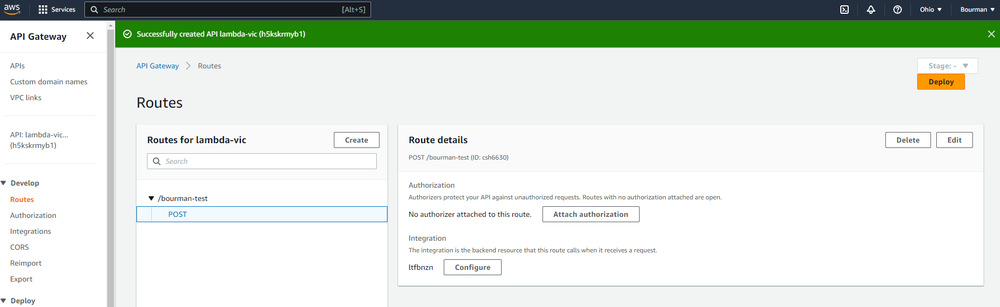 aws Services Search [Alt+S] Ohio Bourman
API Gateway
APIs
Custom domain names
VPC links
API: lambda-vic...
(h5kskrmyb1)
Develop
Routes
Authorization
Integrations
CORS
Reimport
Export
Deploy
Successfully created API lambda-vic (h5kskrmyb1)
API Gateway Routes
Stage: -
Deploy
Routes
Routes for lambda-vic Create
Search
/bourman-test
POST
Route details Delete Edit
POST /bourman-test (ID: csh6630)
Authorization
Authorizers protect your API against unauthorized requests. Routes with no authorization attached are open.
No authorizer attached to this route. Attach authorization
Integration
The integration is the backend resource that this route calls when it receives a request.
ltfbnzn Configure